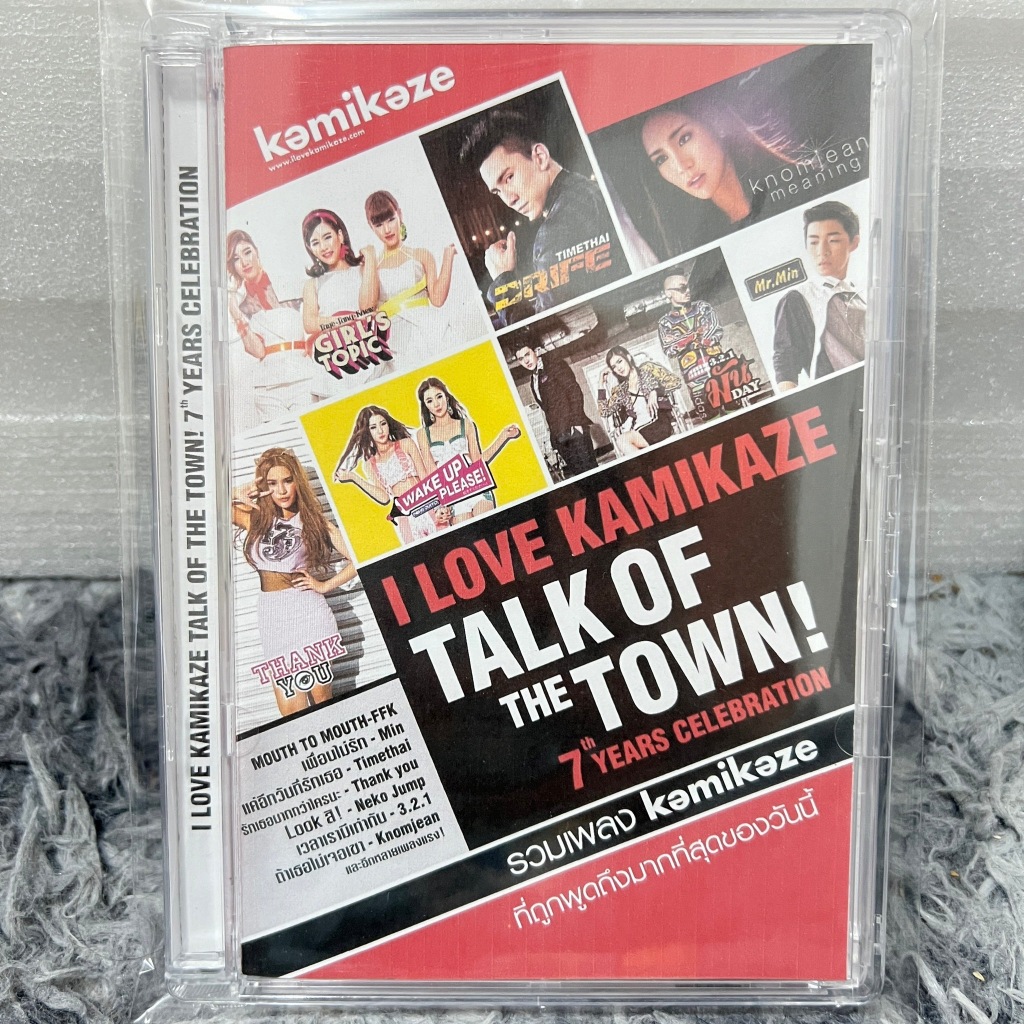 I LOVE KAMIKAZE TALK OF THE TOWN! 7th YEARS CELEBRATION
kamikaze
www.ilovekamikaze.com
knomjean
meaning
TIMETHAI
DRIFE
Mr.Min
GIRL'S
TOPIC
3.2.1
มัน
DAY
WAKE UP
PLEASE!
THANK
YOU
I LOVE KAMIKAZE
TALK OF
THE TOWN!
7th YEARS CELEBRATION
MOUTH TO MOUTH-FFK
เพื่อนไม่รัก - Min
แค่อีกวันที่รักเธอ - Timethai
รักเธอมากกว่าใครนะ - Thank you
Look สิ! - Neko Jump
เวลาเรามีเท่ากัน - 3.2.1
ถ้าเธอไม่เจอเขา - Knomjean
และอีกหลายเพลงแรง!
รวมเพลง kamikaze
ที่ถูกพูดถึงมากที่สุดของวันนี้